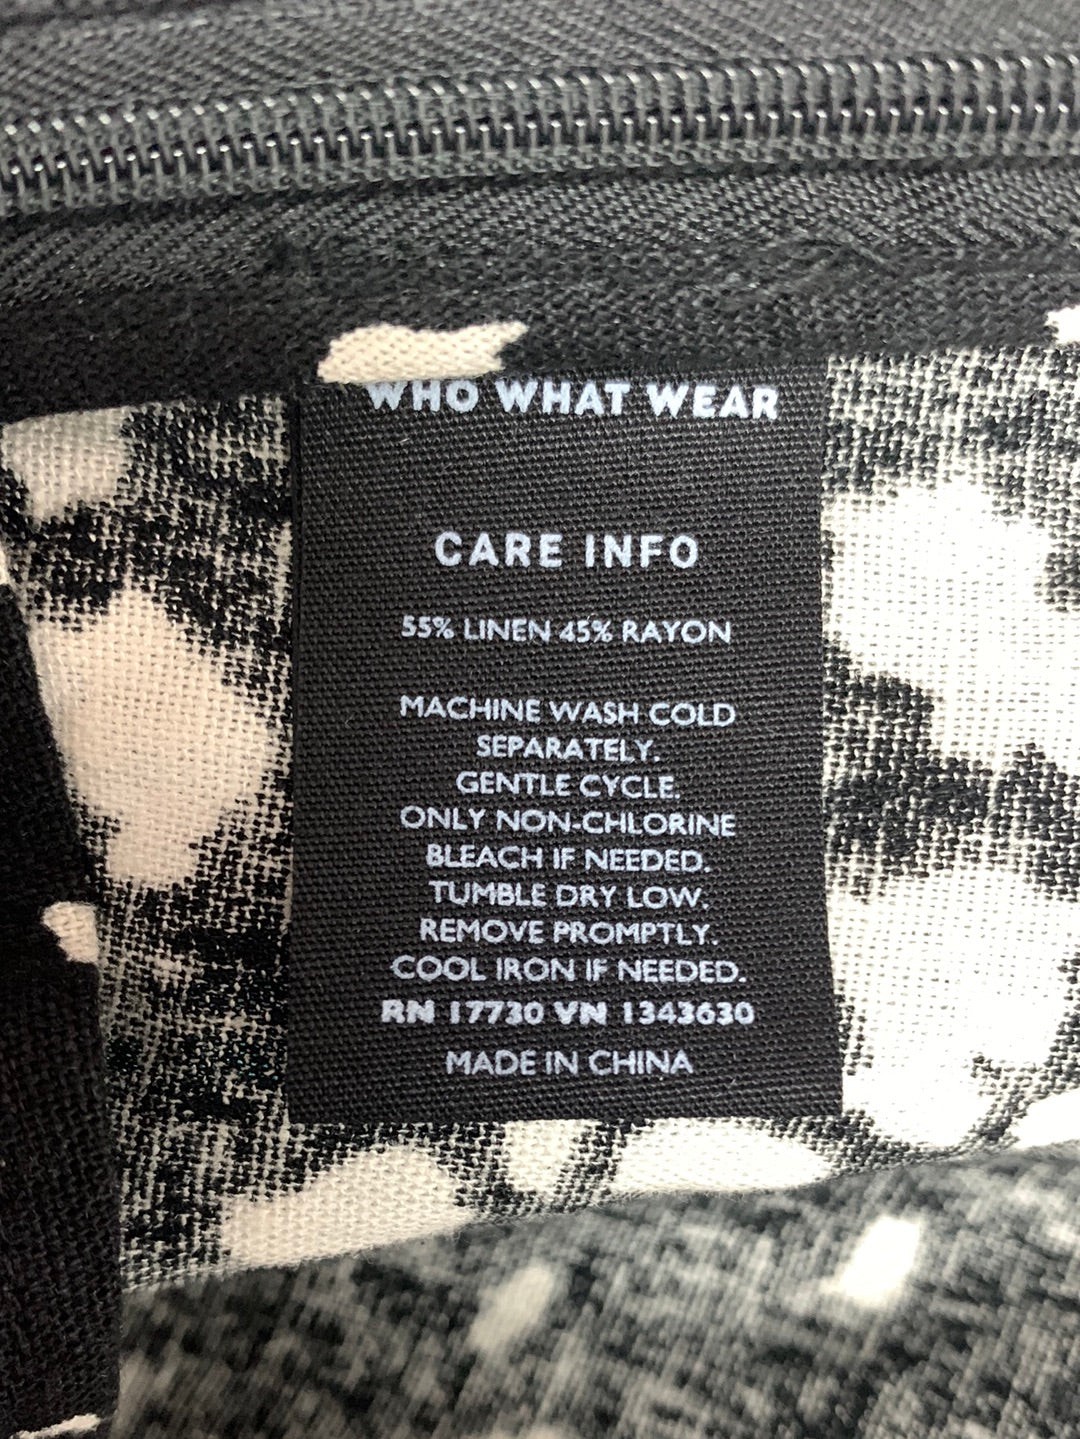 WHO WHAT WEAR
CARE INFO
55% LINEN 45% RAYON
MACHINE WASH COLD
SEPARATELY.
GENTLE CYCLE.
ONLY NON-CHLORINE
BLEACH IF NEEDED.
TUMBLE DRY LOW.
REMOVE PROMPTLY.
COOL IRON IF NEEDED.
RN 17730 VN 1343630
MADE IN CHINA